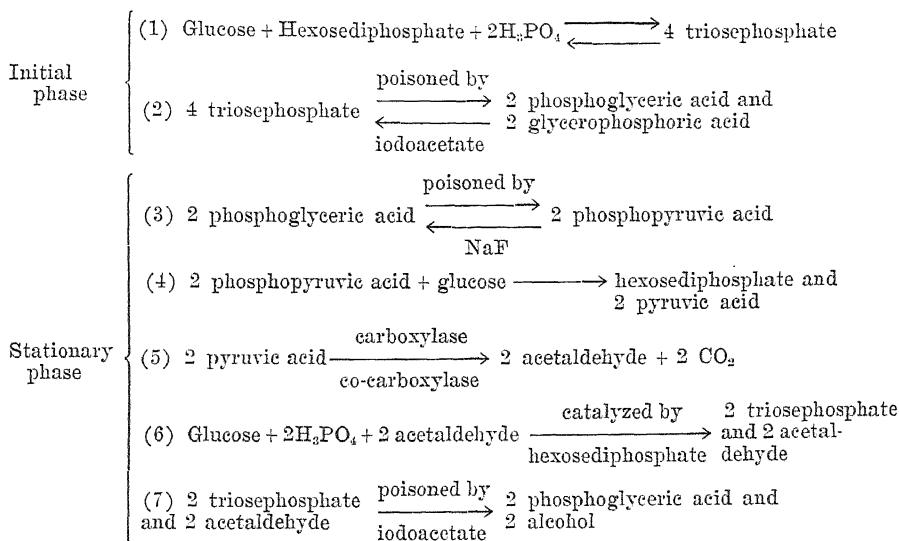 Initial phase
(1) Glucose + Hexosediphosphate + 2H₃PO₄ ⇄ 4 triosephosphate
(2) 4 triosephosphate poisoned by ⇄ iodoacetate 2 phosphoglyceric acid and
2 glycerophosphoric acid
Stationary phase
(3) 2 phosphoglyceric acid poisoned by ⇄ NaF 2 phosphopyruvic acid
(4) 2 phosphopyruvic acid + glucose → hexosediphosphate and
2 pyruvic acid
(5) 2 pyruvic acid carboxylase → co-carboxylase 2 acetaldehyde + 2 CO₂
(6) Glucose + 2H₃PO₄ + 2 acetaldehyde catalyzed by → hexosediphosphate 2 triosephosphate
and 2 acetal-
dehyde
(7) 2 triosephosphate
and 2 acetaldehyde poisoned by → iodoacetate 2 phosphoglyceric acid and
2 alcohol